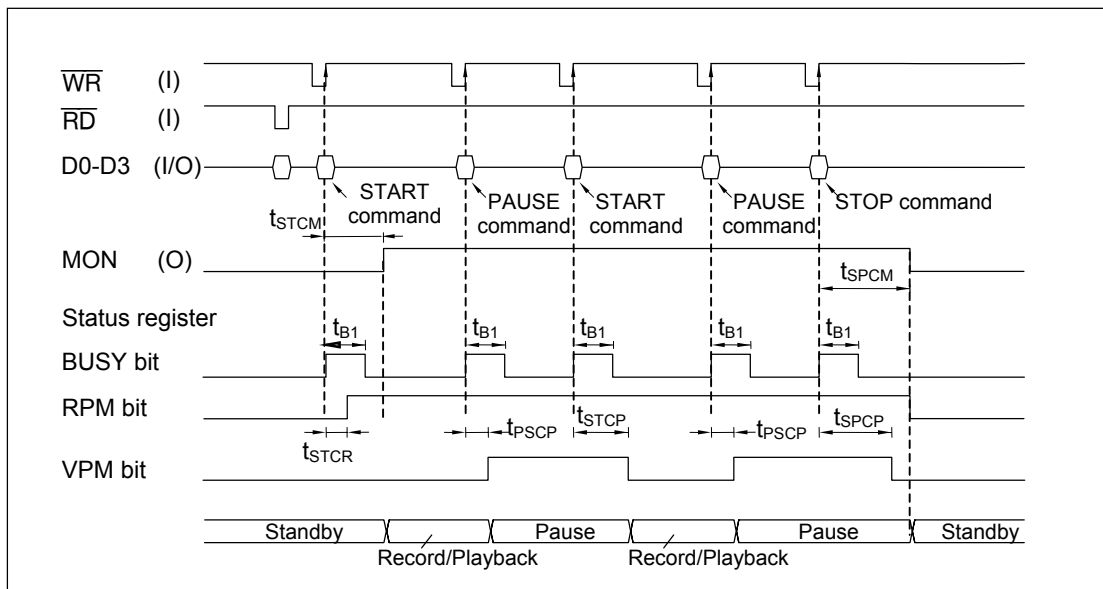 WR (I)
RD (I)
D0-D3 (I/O)
START command
PAUSE command
START command
PAUSE command
STOP command
tSTCM
MON (O)
tSPCM
Status register
tB1 tB1 tB1 tB1 tB1
BUSY bit
RPM bit
tSTCR tPSCP tSTCP tPSCP tSPCP
VPM bit
Standby Pause Pause Standby
Record/Playback Record/Playback